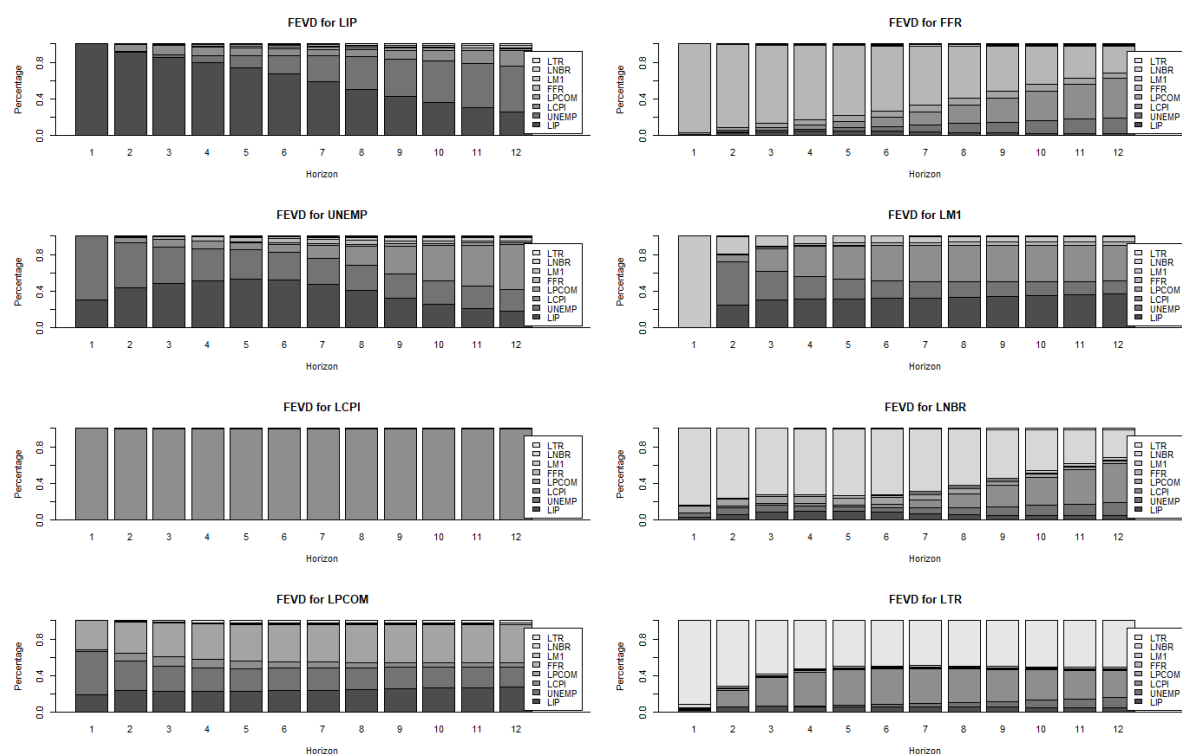 FEVD for LIP
Percentage
0.0 0.4 0.8
1 2 3 4 5 6 7 8 9 10 11 12
Horizon
LTR
LNBR
LM1
FFR
LPCOM
LCPI
UNEMP
LIP
FEVD for FFR
Percentage
0.0 0.4 0.8
1 2 3 4 5 6 7 8 9 10 11 12
Horizon
LTR
LNBR
LM1
FFR
LPCOM
LCPI
UNEMP
LIP
FEVD for UNEMP
Percentage
0.0 0.4 0.8
1 2 3 4 5 6 7 8 9 10 11 12
Horizon
LTR
LNBR
LM1
FFR
LPCOM
LCPI
UNEMP
LIP
FEVD for LM1
Percentage
0.0 0.4 0.8
1 2 3 4 5 6 7 8 9 10 11 12
Horizon
LTR
LNBR
LM1
FFR
LPCOM
LCPI
UNEMP
LIP
FEVD for LCPI
Percentage
0.0 0.4 0.8
1 2 3 4 5 6 7 8 9 10 11 12
Horizon
LTR
LNBR
LM1
FFR
LPCOM
LCPI
UNEMP
LIP
FEVD for LNBR
Percentage
0.0 0.4 0.8
1 2 3 4 5 6 7 8 9 10 11 12
Horizon
LTR
LNBR
LM1
FFR
LPCOM
LCPI
UNEMP
LIP
FEVD for LPCOM
Percentage
0.0 0.4 0.8
1 2 3 4 5 6 7 8 9 10 11 12
Horizon
LTR
LNBR
LM1
FFR
LPCOM
LCPI
UNEMP
LIP
FEVD for LTR
Percentage
0.0 0.4 0.8
1 2 3 4 5 6 7 8 9 10 11 12
Horizon
LTR
LNBR
LM1
FFR
LPCOM
LCPI
UNEMP
LIP